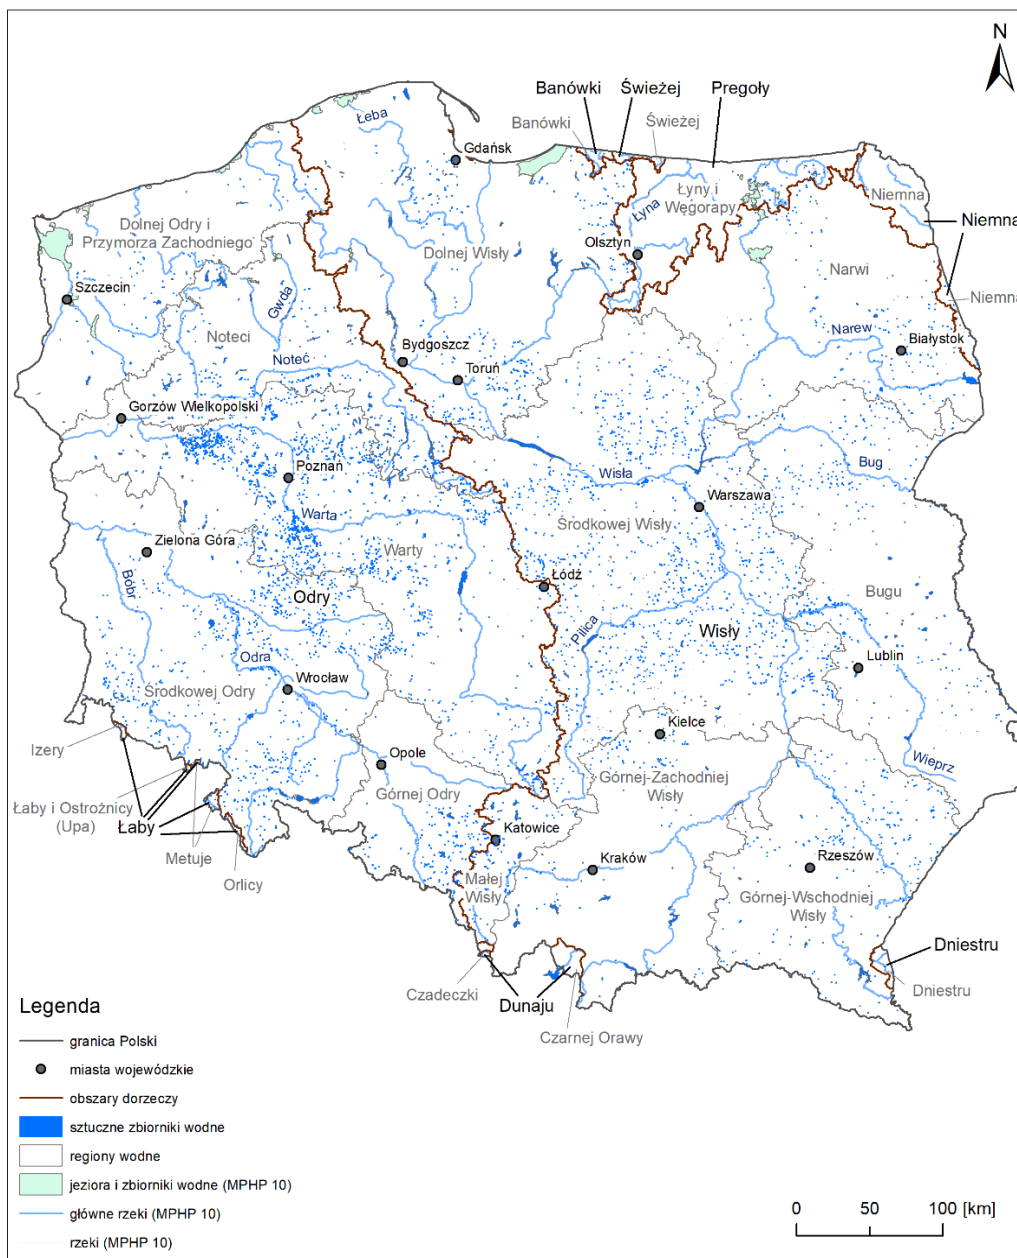 N
Banówki
Świeżej
Pregoły
Banówki
Świeżej
Łeba
Gdańsk
Łyny i
Węgorapy
Niemna
Łyna
Niemna
Dolnej Odry i
Przymorza Zachodniego
Dolnej Wisły
Olsztyn
Narwi
Szczecin
Gwda
Niemna
Noteci
Narew
Białystok
Bydgoszcz
Noteć
Toruń
Gorzów Wielkopolski
Poznań
Wisła
Bug
Warta
Warszawa
Środkowej Wisły
Zielona Góra
Warty
Bóbr
Łódź
Odry
Bugu
Pilica
Wisły
Odra
Lublin
Wrocław
Środkowej Odry
Kielce
Izery
Opole
Wieprz
Górnej Odry
Górnej-Zachodniej
Wisły
Łaby i Ostrożnicy
(Upa)
Łaby
Katowice
Metuje
Kraków
Rzeszów
Orlicy
Małej
Wisły
Górnej-Wschodniej
Wisły
Dniestru
Czadeczki
Dunaju
Dniestru
Czarnej Orawy
Legenda
granica Polski
miasta wojewódzkie
obszary dorzeczy
sztuczne zbiorniki wodne
regiony wodne
jeziora i zbiorniki wodne (MPHP 10)
główne rzeki (MPHP 10)
rzeki (MPHP 10)
0 50 100 [km]